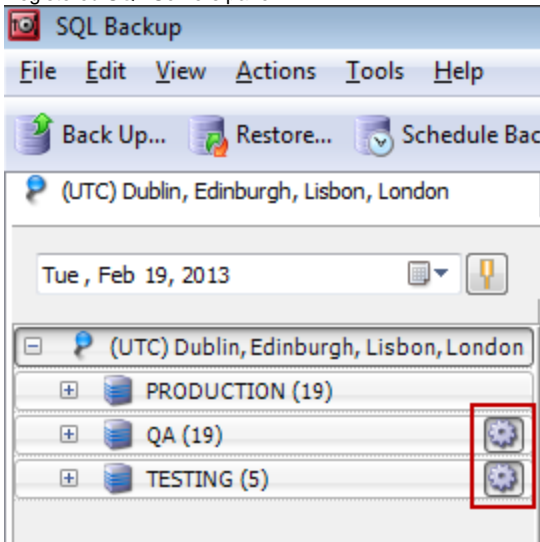 SQL Backup
File Edit View Actions Tools Help
Back Up... Restore... Schedule Bac
(UTC) Dublin, Edinburgh, Lisbon, London
Tue , Feb 19, 2013
(UTC) Dublin, Edinburgh, Lisbon, London
PRODUCTION (19)
QA (19)
TESTING (5)